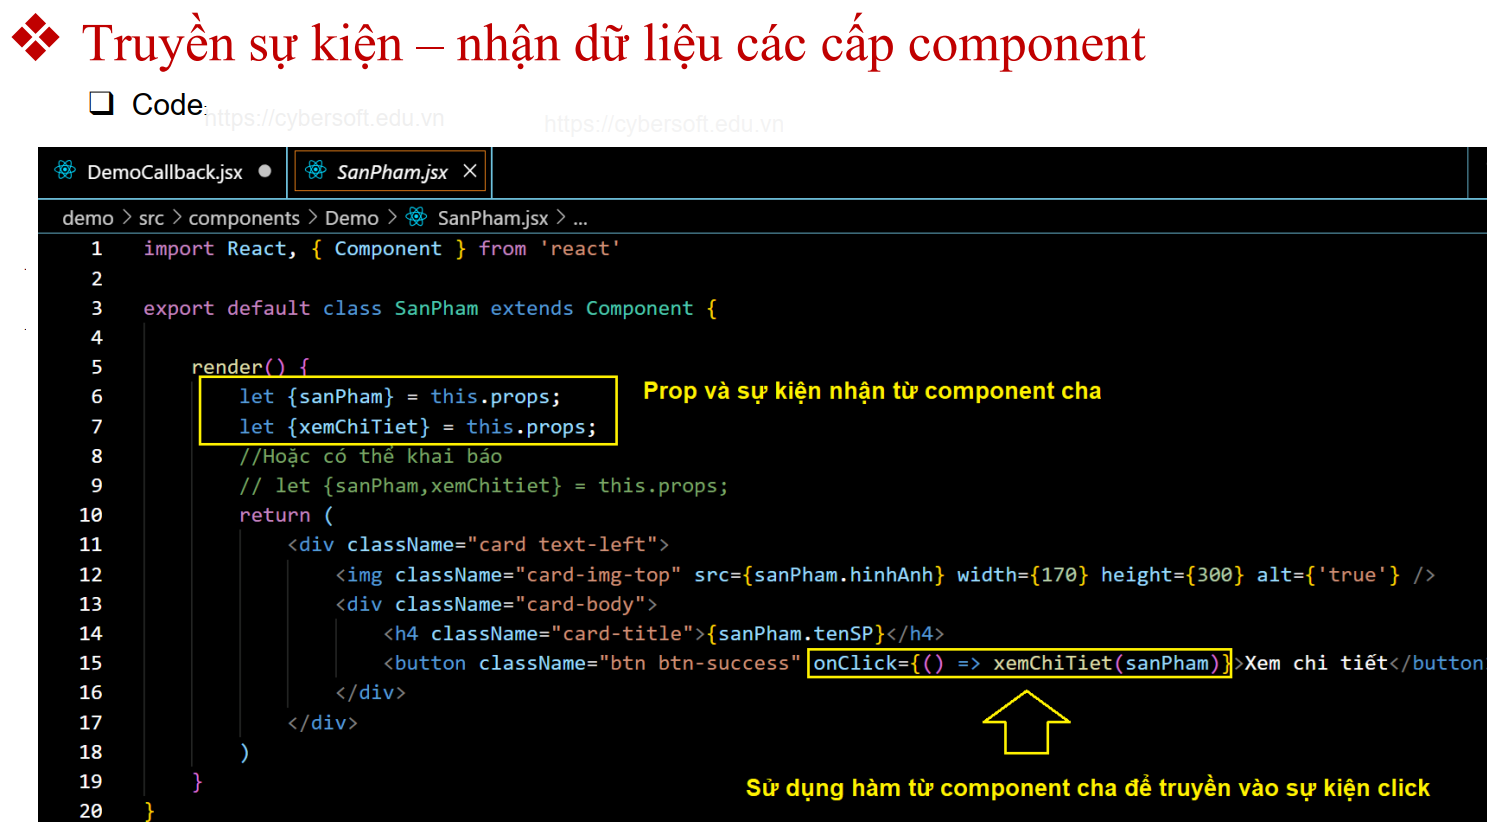 ❖ Truyền sự kiện – nhận dữ liệu các cấp component
❑ Code:
https://cybersoft.edu.vn
https://cybersoft.edu.vn
DemoCallback.jsx ● SanPham.jsx ×
demo > src > components > Demo > SanPham.jsx > ...
1 import React, { Component } from 'react'
2
3 export default class SanPham extends Component {
4
5 render() {
6 let {sanPham} = this.props;
Prop và sự kiện nhận từ component cha
7 let {xemChiTiet} = this.props;
8 //Hoặc có thể khai báo
9 // let {sanPham,xemChitiet} = this.props;
10 return (
11 <div className="card text-left">
12 <img className="card-img-top" src={sanPham.hinhAnh} width={170} height={300} alt={'true'} />
13 <div className="card-body">
14 <h4 className="card-title">{sanPham.tenSP}</h4>
15 <button className="btn btn-success" onClick={() => xemChiTiet(sanPham)}>Xem chi tiết</button>
16 </div>
17 </div>
18 )
19 }
Sử dụng hàm từ component cha để truyền vào sự kiện click
20 }